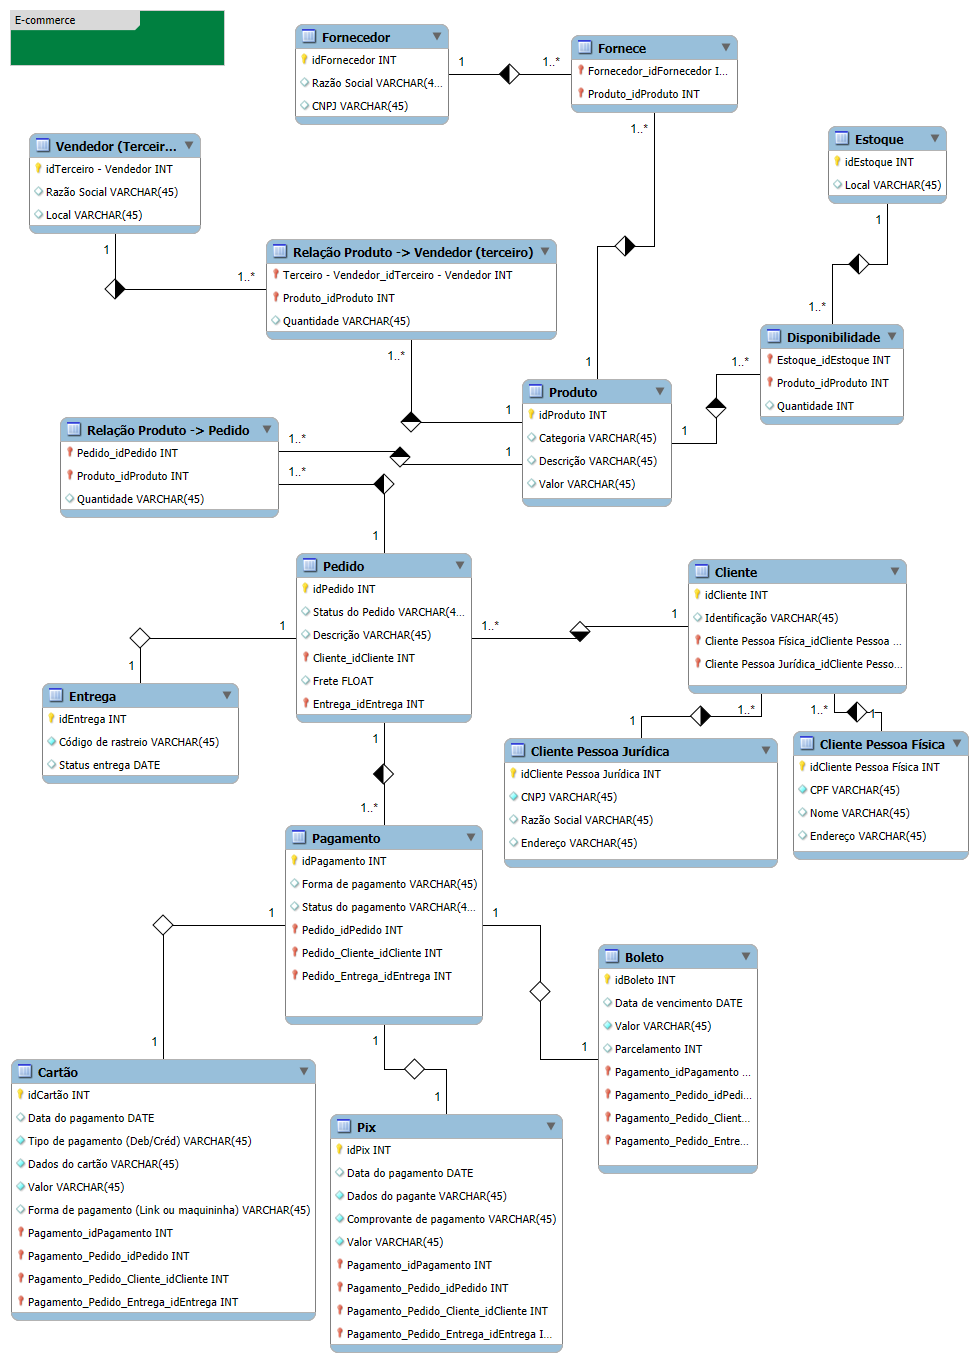 E-commerce
Fornecedor
idFornecedor INT
Razão Social VARCHAR(4...
CNPJ VARCHAR(45)
1
1..*
Fornece
Fornecedor_idFornecedor I...
Produto_idProduto INT
1..*
1
Vendedor (Terceir...
idTerceiro - Vendedor INT
Razão Social VARCHAR(45)
Local VARCHAR(45)
1
1..*
Estoque
idEstoque INT
Local VARCHAR(45)
1
1..*
Relação Produto -> Vendedor (terceiro)
Terceiro - Vendedor_idTerceiro - Vendedor INT
Produto_idProduto INT
Quantidade VARCHAR(45)
1..*
1
Disponibilidade
Estoque_idEstoque INT
Produto_idProduto INT
Quantidade INT
1..*
1
Produto
idProduto INT
Categoria VARCHAR(45)
Descrição VARCHAR(45)
Valor VARCHAR(45)
Relação Produto -> Pedido
Pedido_idPedido INT
Produto_idProduto INT
Quantidade VARCHAR(45)
1..*
1
1..*
1
Pedido
idPedido INT
Status do Pedido VARCHAR(4...
Descrição VARCHAR(45)
Cliente_idCliente INT
Frete FLOAT
Entrega_idEntrega INT
1..*
1
Cliente
idCliente INT
Identificação VARCHAR(45)
Cliente Pessoa Física_idCliente Pessoa ...
Cliente Pessoa Jurídica_idCliente Pesso...
1
1
Entrega
idEntrega INT
Código de rastreio VARCHAR(45)
Status entrega DATE
1..*
1
1..*
1
Cliente Pessoa Jurídica
idCliente Pessoa Jurídica INT
CNPJ VARCHAR(45)
Razão Social VARCHAR(45)
Endereço VARCHAR(45)
Cliente Pessoa Física
idCliente Pessoa Física INT
CPF VARCHAR(45)
Nome VARCHAR(45)
Endereço VARCHAR(45)
1
1..*
Pagamento
idPagamento INT
Forma de pagamento VARCHAR(45)
Status do pagamento VARCHAR(4...
Pedido_idPedido INT
Pedido_Cliente_idCliente INT
Pedido_Entrega_idEntrega INT
1
1
1
1
1
1
Boleto
idBoleto INT
Data de vencimento DATE
Valor VARCHAR(45)
Parcelamento INT
Pagamento_idPagamento ...
Pagamento_Pedido_idPedi...
Pagamento_Pedido_Client...
Pagamento_Pedido_Entre...
Cartão
idCartão INT
Data do pagamento DATE
Tipo de pagamento (Deb/Créd) VARCHAR(45)
Dados do cartão VARCHAR(45)
Valor VARCHAR(45)
Forma de pagamento (Link ou maquininha) VARCHAR(45)
Pagamento_idPagamento INT
Pagamento_Pedido_idPedido INT
Pagamento_Pedido_Cliente_idCliente INT
Pagamento_Pedido_Entrega_idEntrega INT
Pix
idPix INT
Data do pagamento DATE
Dados do pagante VARCHAR(45)
Comprovante de pagamento VARCHAR(45)
Valor VARCHAR(45)
Pagamento_idPagamento INT
Pagamento_Pedido_idPedido INT
Pagamento_Pedido_Cliente_idCliente INT
Pagamento_Pedido_Entrega_idEntrega I...